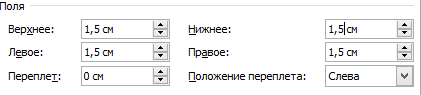 Поля
Верхнее: 1,5 см Нижнее: 1,5 см
Левое: 1,5 см Правое: 1,5 см
Переплет: 0 см Положение переплета: Слева